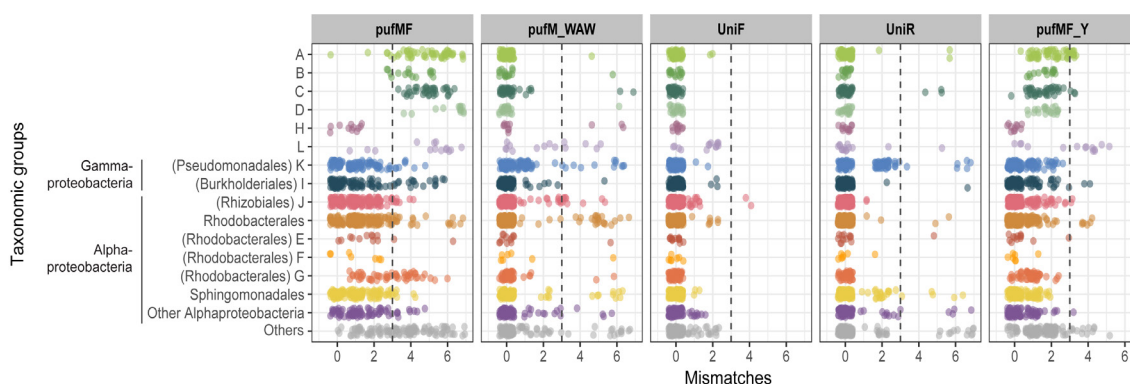 pufMF pufM_WAW UniF UniR pufMF_Y
Taxonomic groups
A
B
C
D
H
L
Gamma-
proteobacteria
(Pseudomonadales) K
(Burkholderiales) I
Alpha-
proteobacteria
(Rhizobiales) J
Rhodobacterales
(Rhodobacterales) E
(Rhodobacterales) F
(Rhodobacterales) G
Sphingomonadales
Other Alphaproteobacteria
Others
0 2 4 6 0 2 4 6 0 2 4 6 0 2 4 6 0 2 4 6
Mismatches